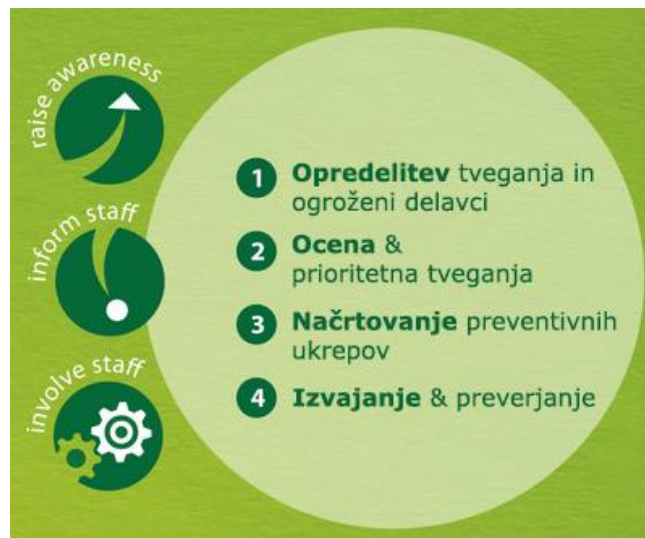 raise awareness
inform staff
involve staff
1 Opredelitev tveganja in
ogroženi delavci
2 Ocena &
prioritetna tveganja
3 Načrtovanje preventivnih
ukrepov
4 Izvajanje & preverjanje